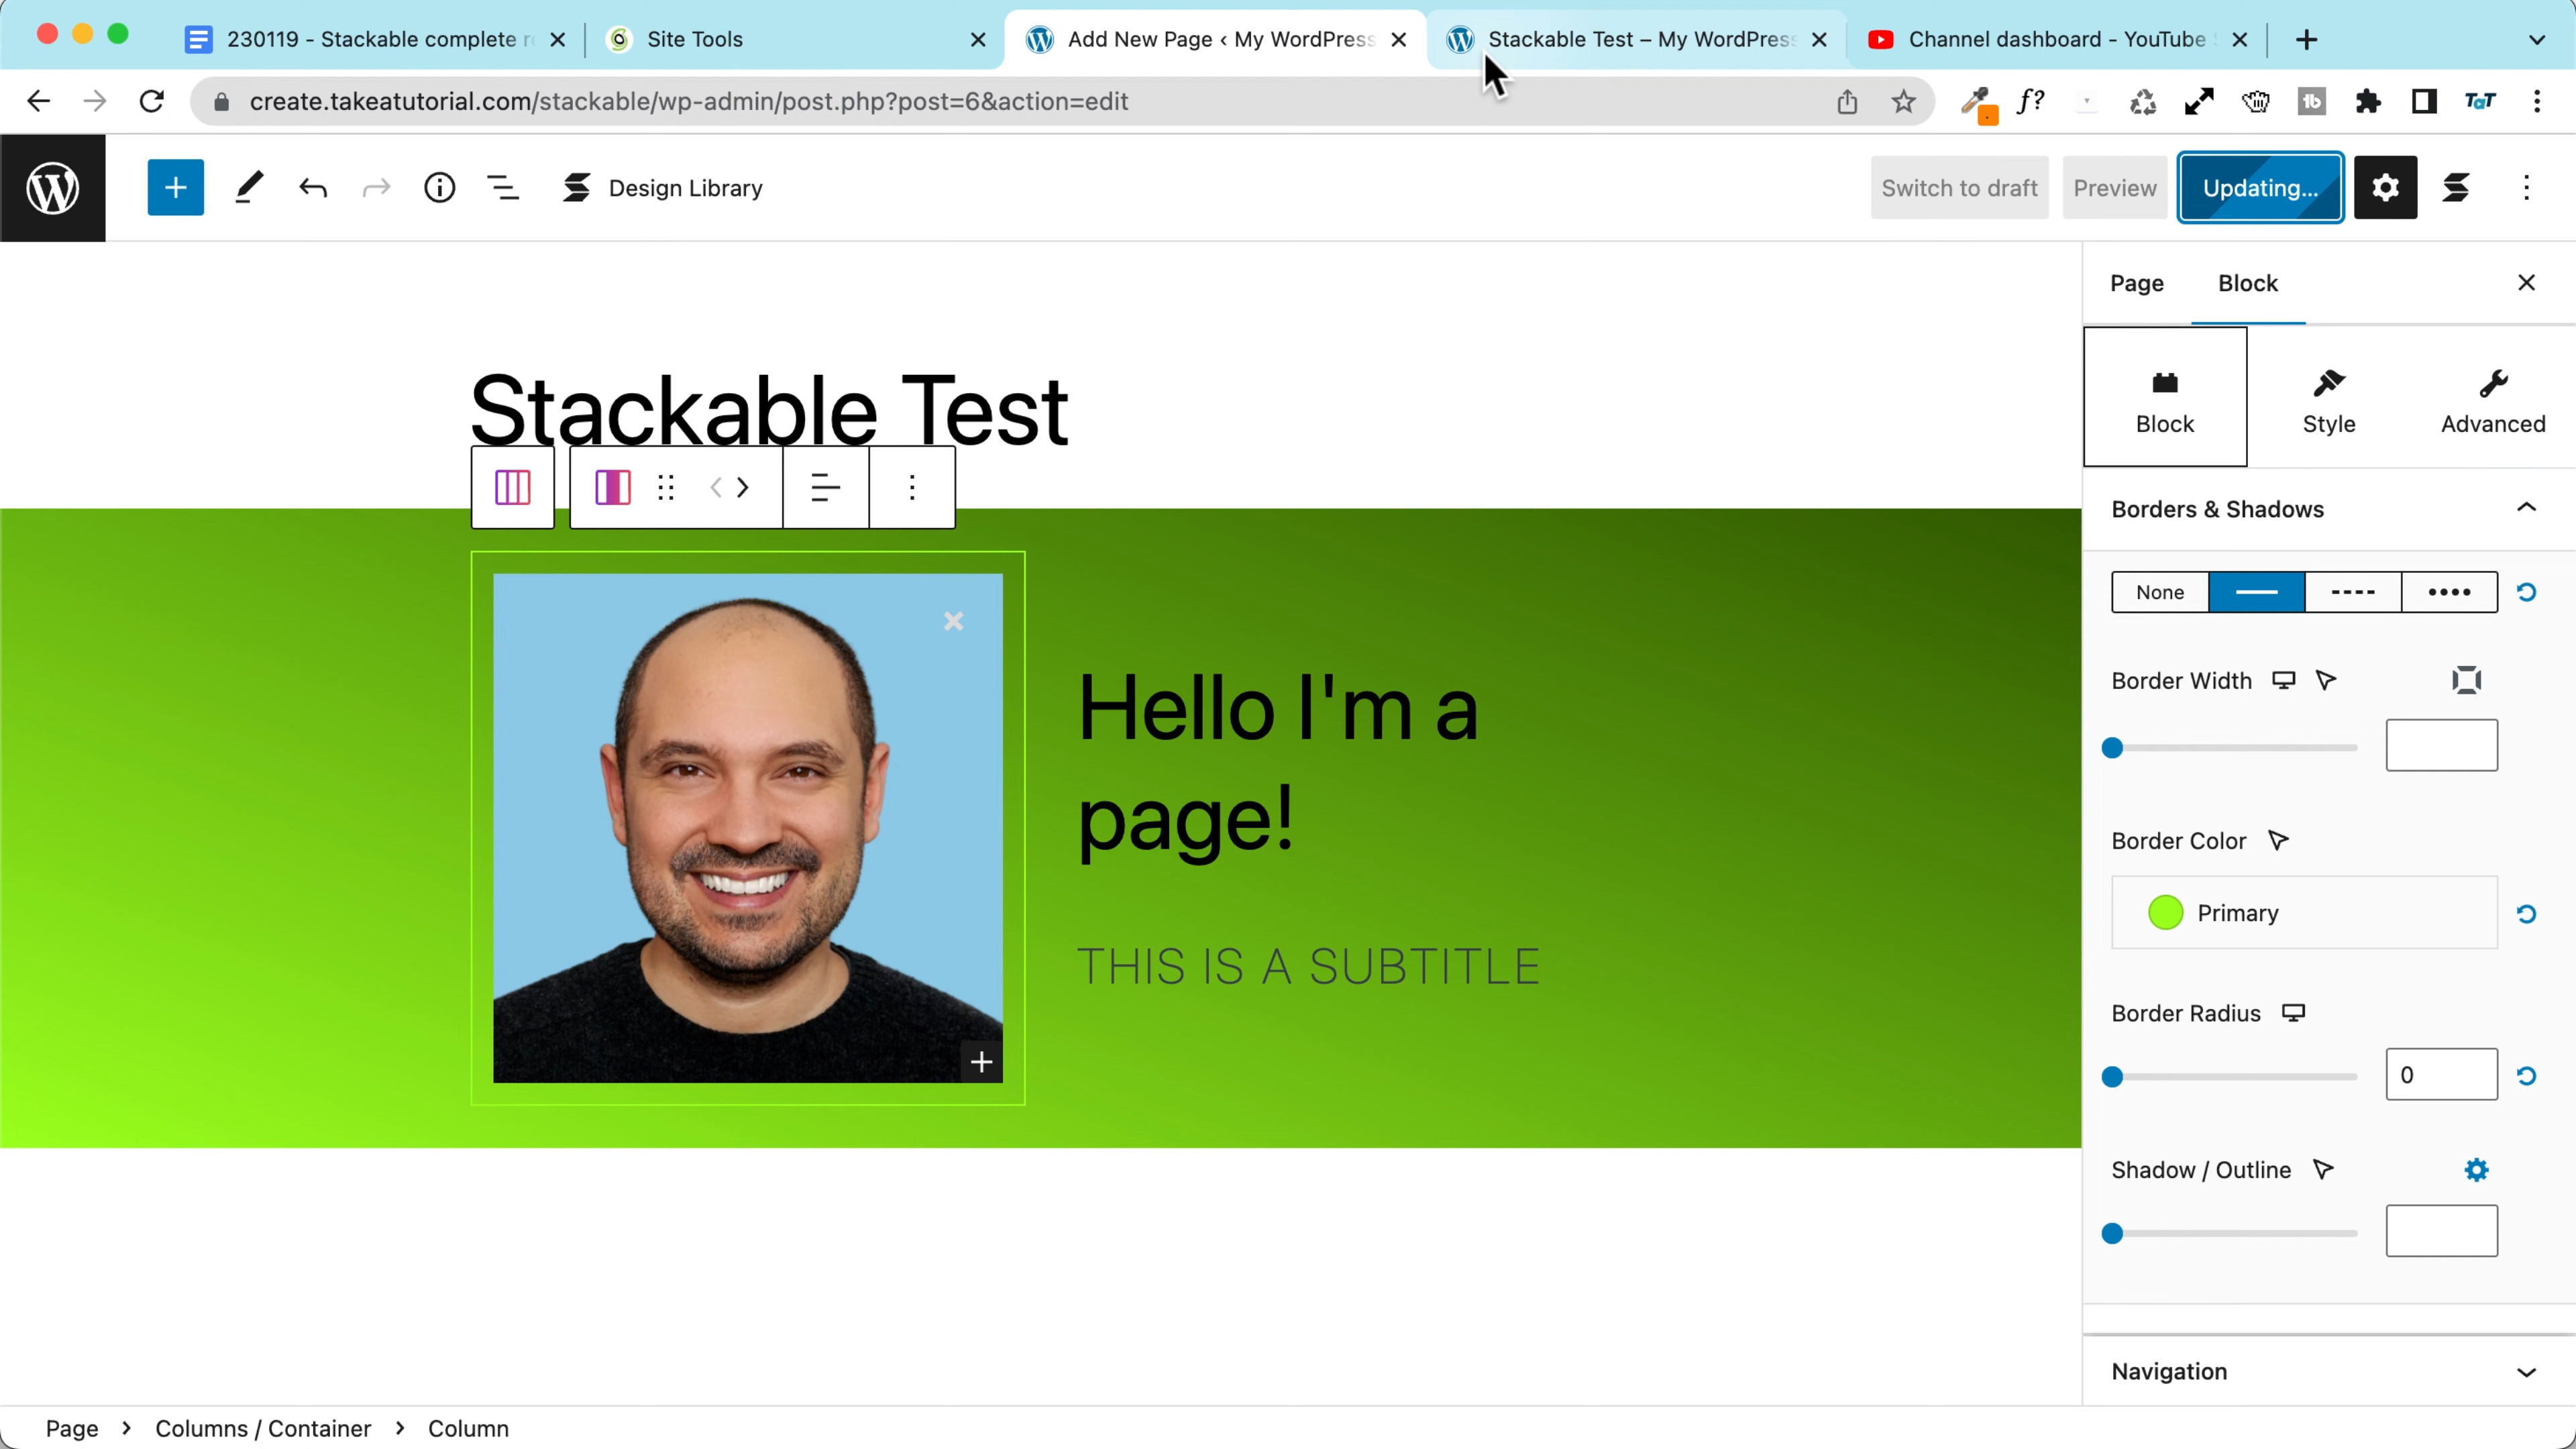 230119 - Stackable complete r
Site Tools
Add New Page ‹ My WordPress
Stackable Test – My WordPress
Channel dashboard - YouTube
create.takeatutorial.com/stackable/wp-admin/post.php?post=6&action=edit
f?
tb
TaT
Design Library
Switch to draft
Preview
Updating...
Page
Block
Block
Style
Advanced
Stackable Test
Borders & Shadows
None
Border Width
Hello I'm a
page!
Border Color
Primary
THIS IS A SUBTITLE
Border Radius
0
Shadow / Outline
Navigation
Page › Columns / Container › Column